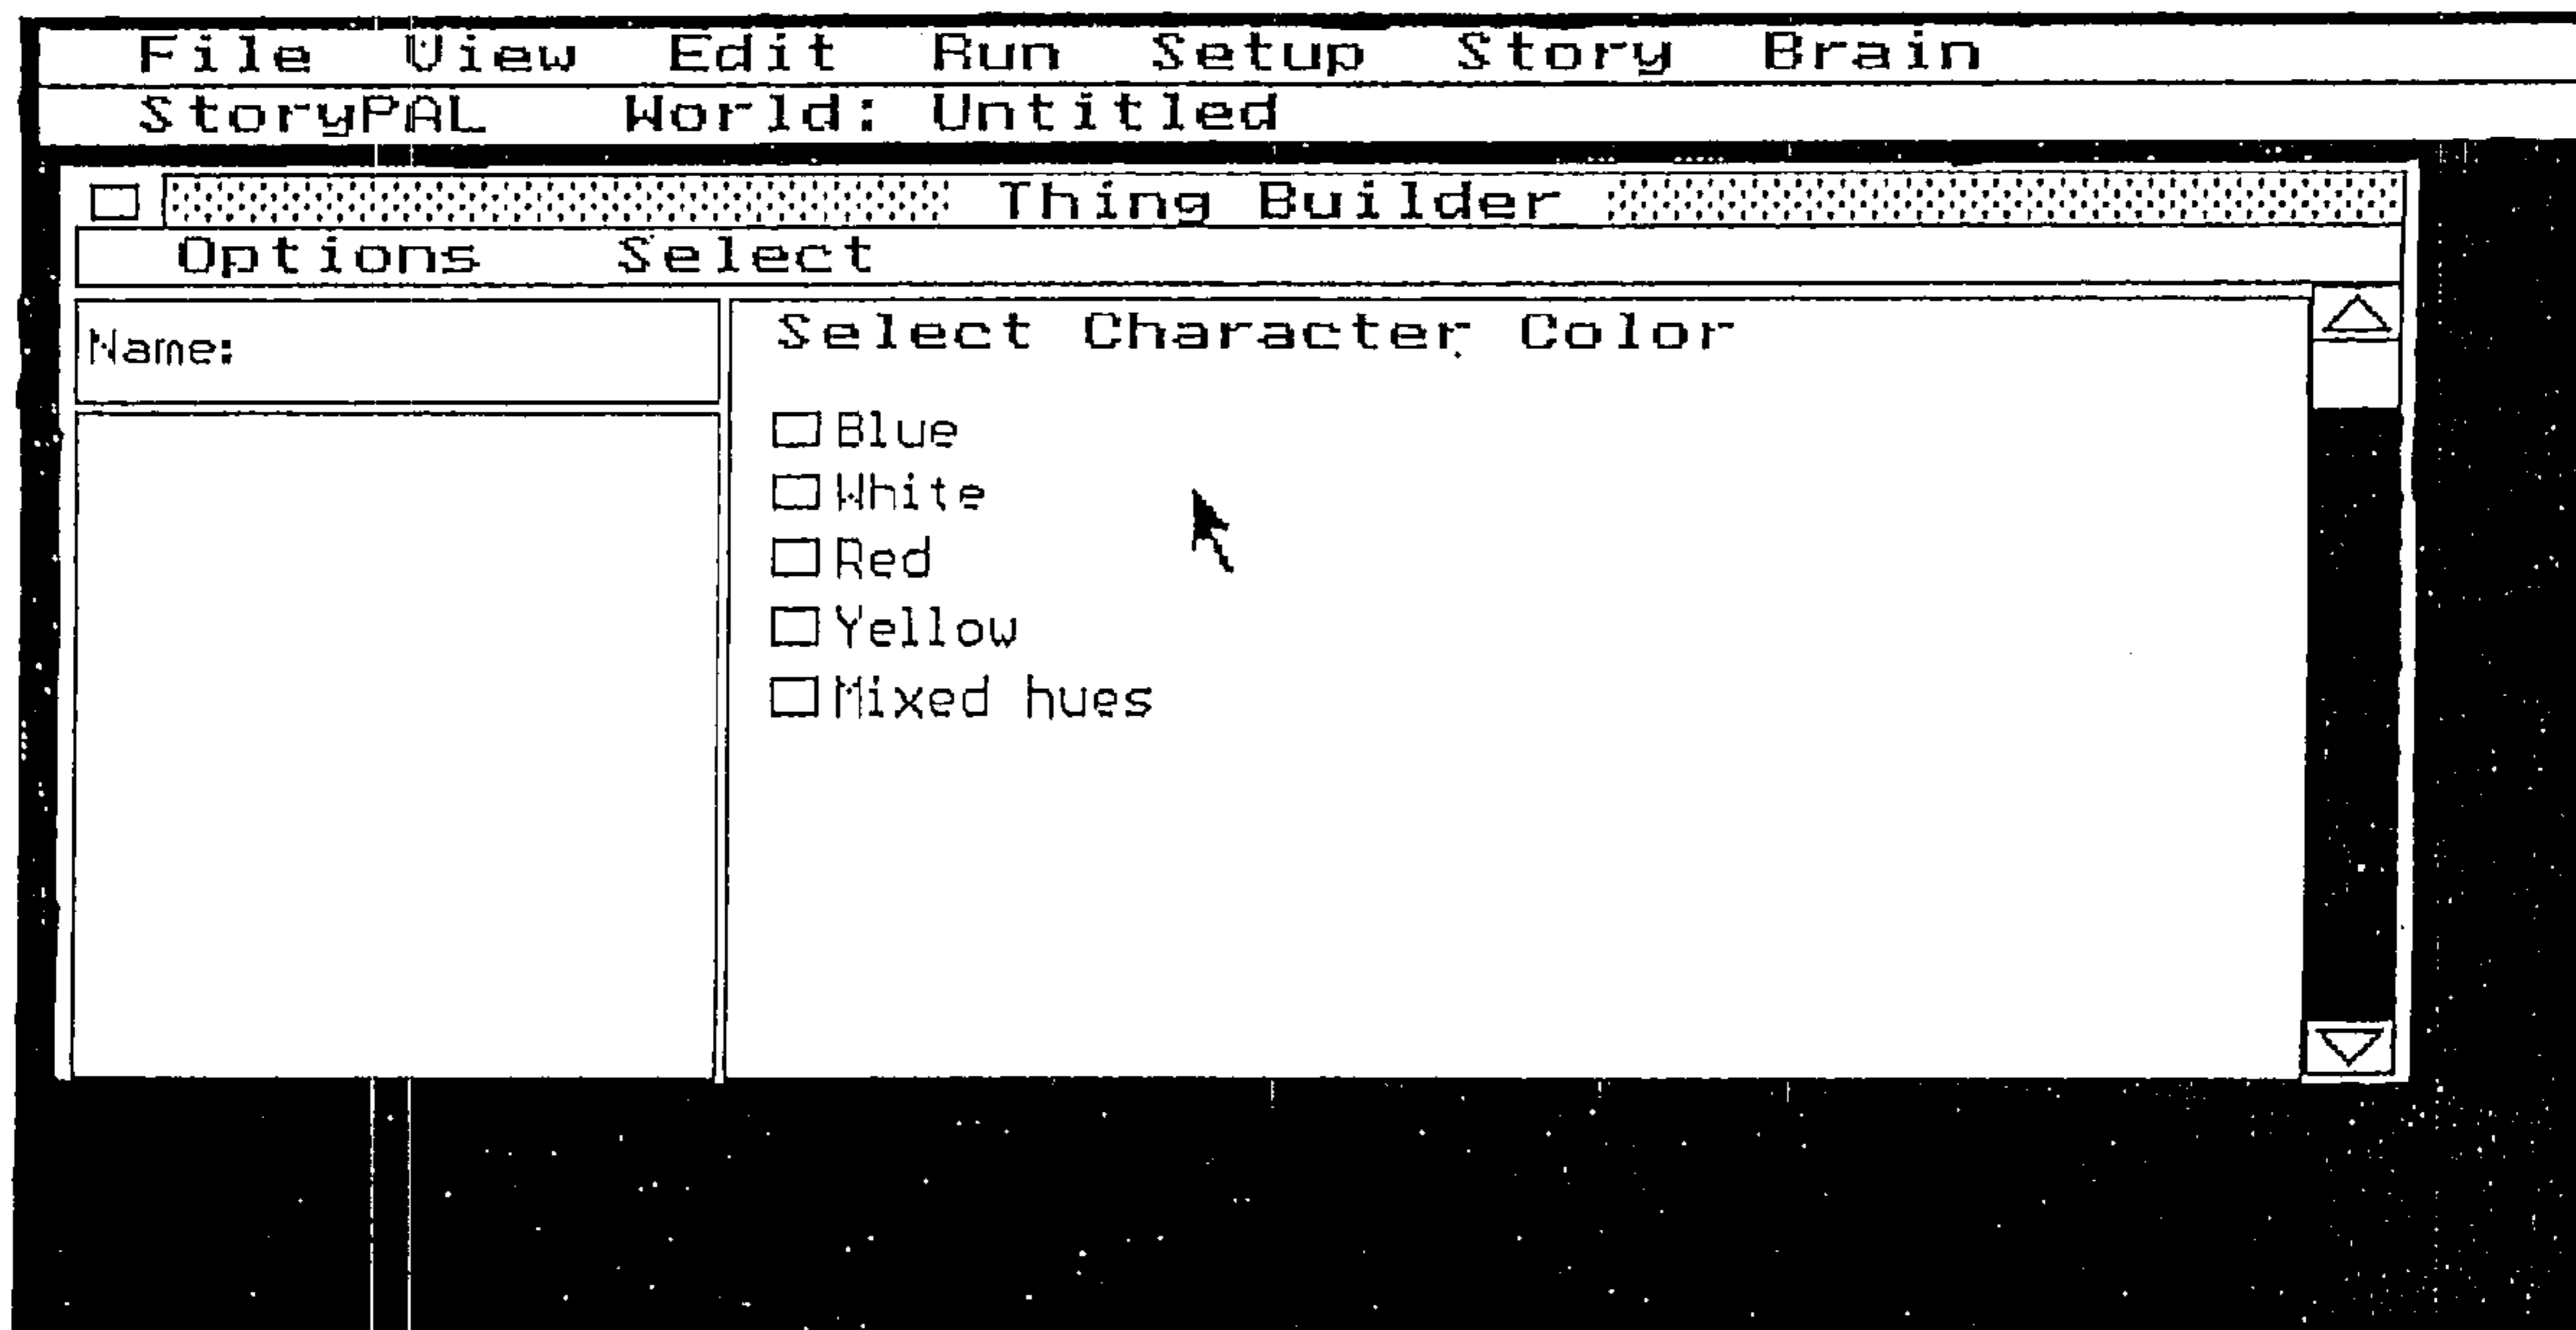 File View Edit Run Setup Story Brain
StoryPAL World: Untitled
Thing Builder
Options Select
Name:
Select Character Color
Blue
White
Red
Yellow
Mixed hues